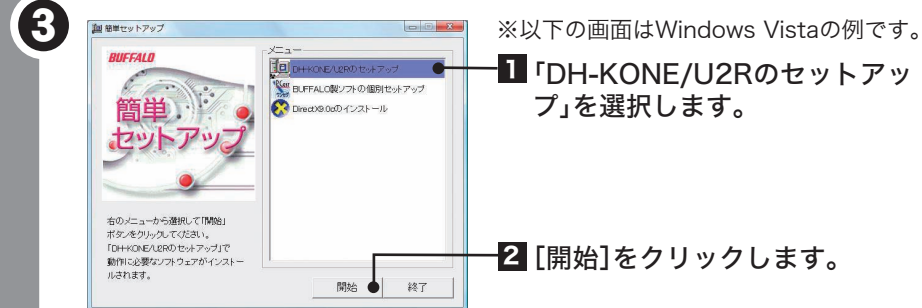 3
簡単セットアップ
※以下の画面はWindows Vistaの例です。
BUFFALO
簡単
セットアップ
メニュー
DH-KONE/U2Rのセットアップ
BUFFALO製ソフトの個別セットアップ
DirectX9.0cのインストール
1 「DH-KONE/U2Rのセットアッ
プ」を選択します。
右のメニューから選択して「開始」
ボタンをクリックしてください。
「DH-KONE/U2Rのセットアップ」で
動作に必要なソフトウェアがインストー
ルされます。
開始
終了
2 [開始]をクリックします。